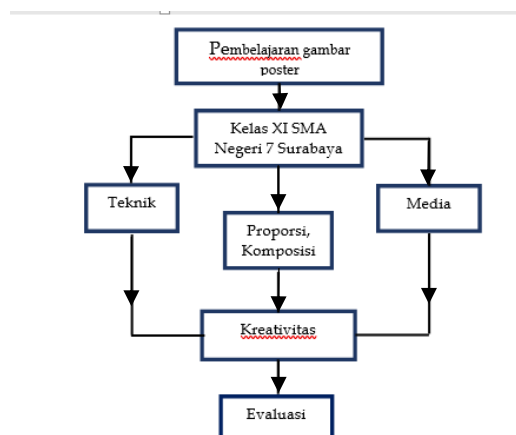 Pembelajaran gambar
poster
Kelas XI SMA
Negeri 7 Surabaya
Teknik
Media
Proporsi,
Komposisi
Kreativitas
Evaluasi